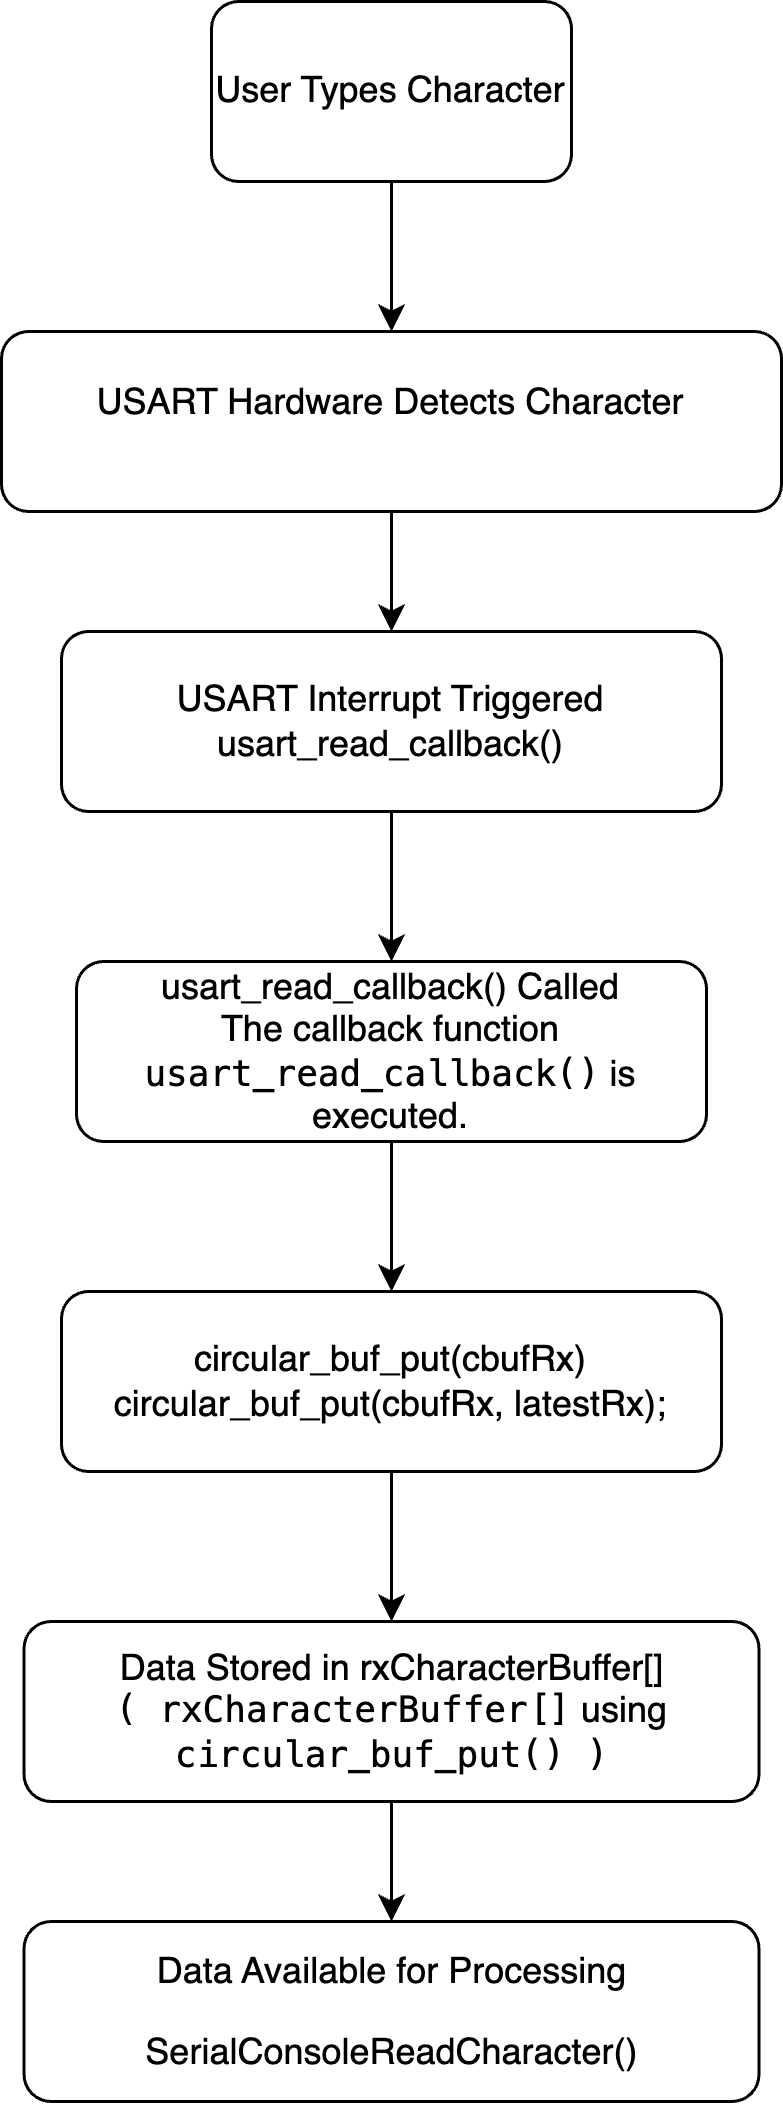 User Types Character
USART Hardware Detects Character
USART Interrupt Triggered
usart_read_callback()
usart_read_callback() Called
The callback function
usart_read_callback() is
executed.
circular_buf_put(cbufRx)
circular_buf_put(cbufRx, latestRx);
Data Stored in rxCharacterBuffer[]
( rxCharacterBuffer[] using
circular_buf_put() )
Data Available for Processing
SerialConsoleReadCharacter()